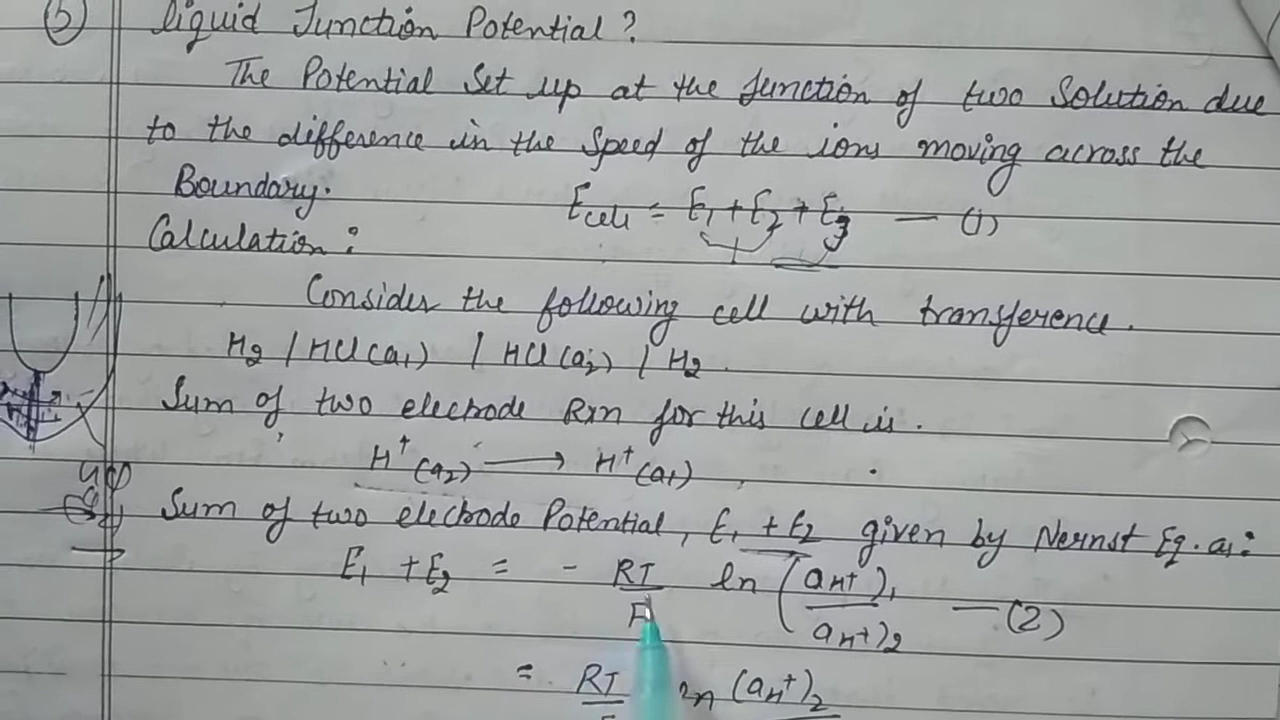 (5) liquid Junction Potential?
The Potential Set up at the Junction of two Solution due
to the difference in the Speed of the ions moving across the
Boundary.
Ecell = E1 + E2 + E3 — (1)
Calculation:
Consider the following cell with transference.
H2 / HCl (a1) / HCl (a2) / H2
Sum of two electrode Rxn for this cell is.
H+ (a2) ⟶ H+ (a1)
Sum of two electrode Potential, E1 + E2 given by Nernst Eq. as:
E1 + E2 = - RT/F ln (aH+)1 / (aH+)2 — (2)
= RT/F ln (aH+)2